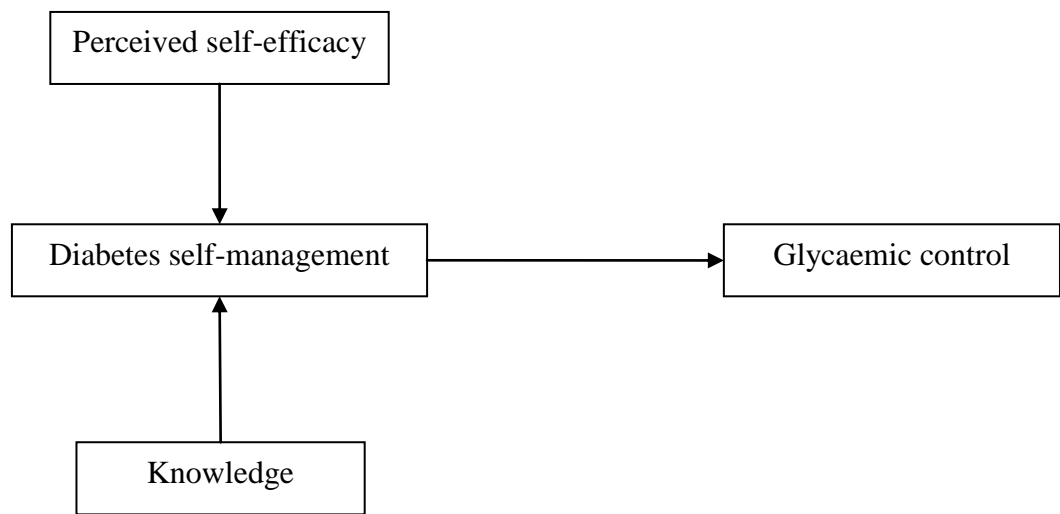 Perceived self-efficacy
Diabetes self-management
Glycaemic control
Knowledge